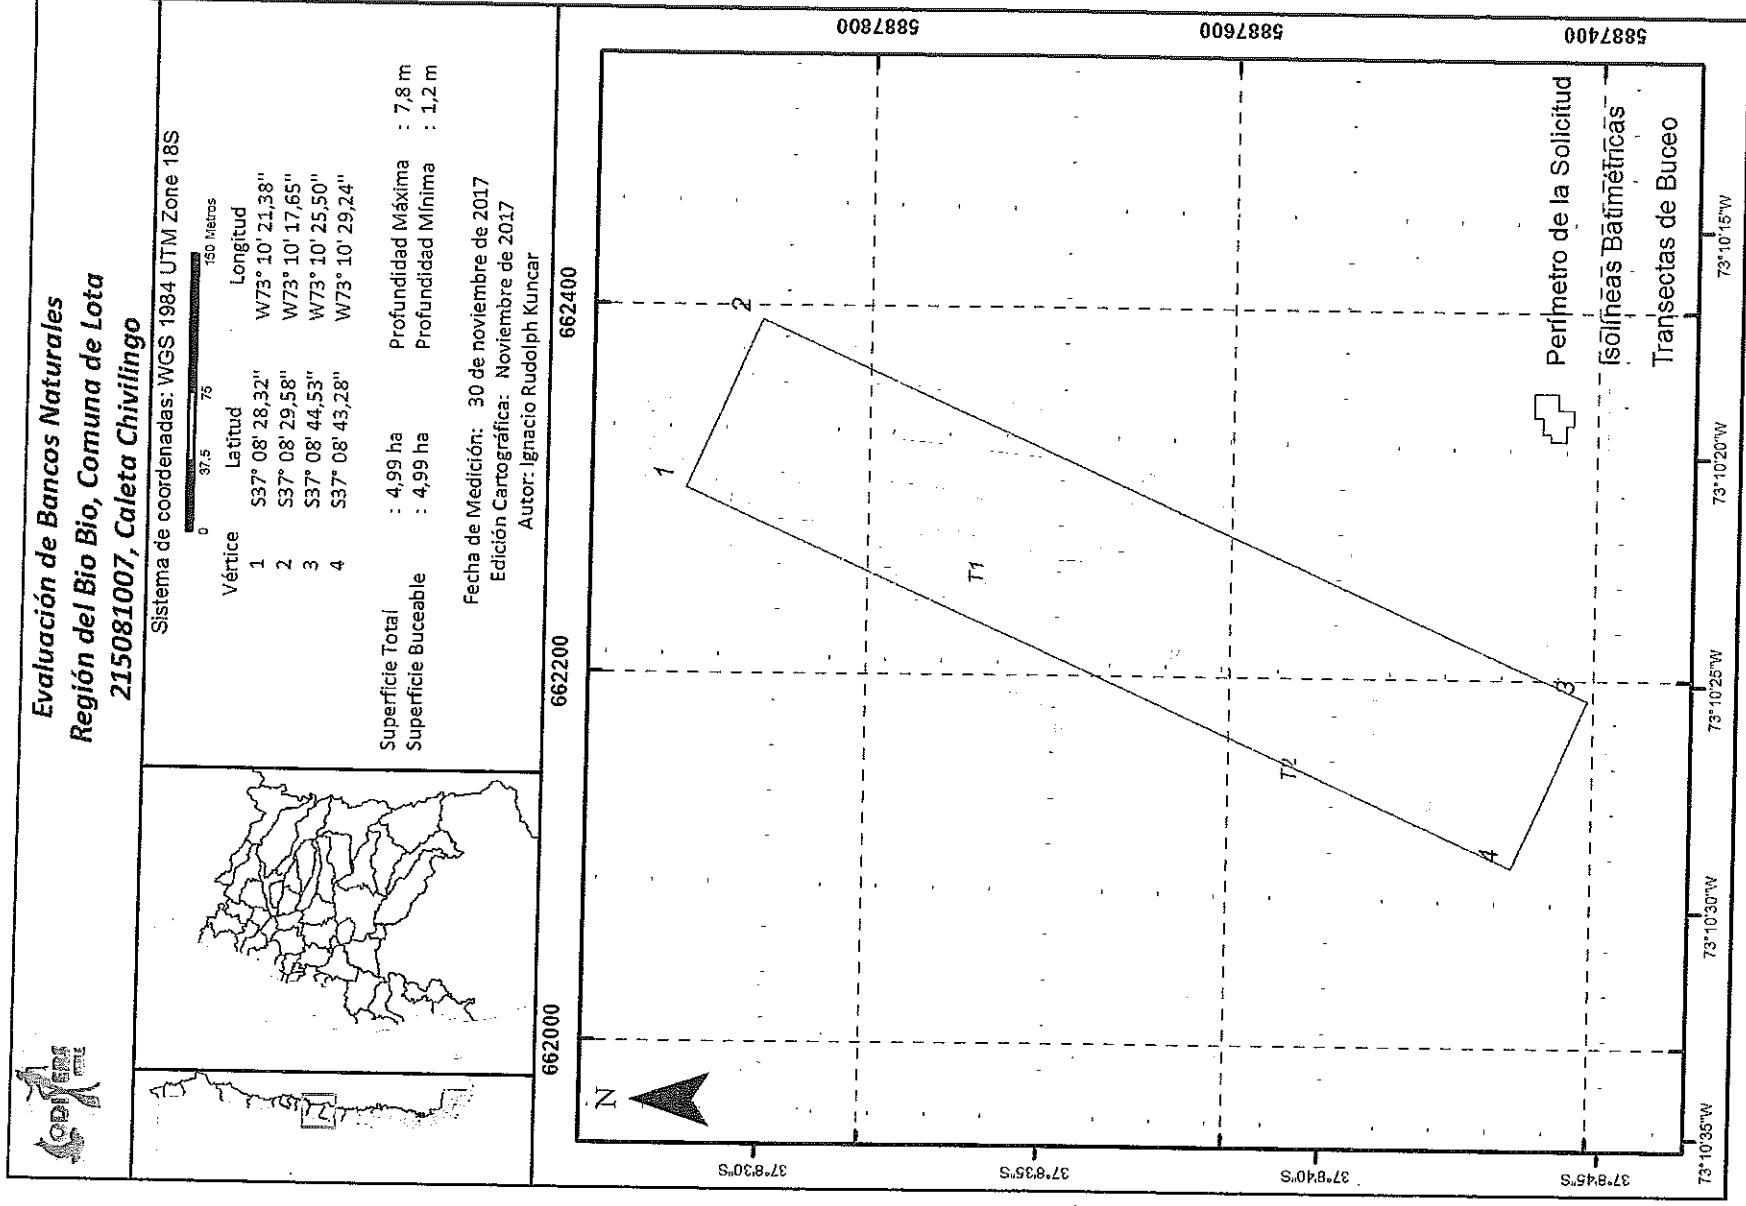 Evaluación de Bancos Naturales
Región del Bio Bio, Comuna de Lota
215081007, Caleta Chivilingo
Sistema de coordenadas: WGS 1984 UTM Zone 18S
0 37.5 75 150 Metros
Vértice Latitud Longitud
1 S37° 08' 28,32" W73° 10' 21,38"
2 S37° 08' 29,58" W73° 10' 17,65"
3 S37° 08' 44,53" W73° 10' 25,50"
4 S37° 08' 43,28" W73° 10' 29,24"
Superficie Total : 4,99 ha Profundidad Máxima : 7,8 m
Superficie Buceable : 4,99 ha Profundidad Mínima : 1,2 m
Fecha de Medición: 30 de noviembre de 2017
Edición Cartográfica: Noviembre de 2017
Autor: Ignacio Rudolph Kuncar
662000 662200 662400
N
1
2
T1
T2
3
4
5887800
5887600
5887400
37°8'30"S
37°8'35"S
37°8'40"S
37°8'45"S
Perímetro de la Solicitud
Isolíneas Batimétricas
Transectas de Buceo
73°10'35"W 73°10'30"W 73°10'25"W 73°10'20"W 73°10'15"W